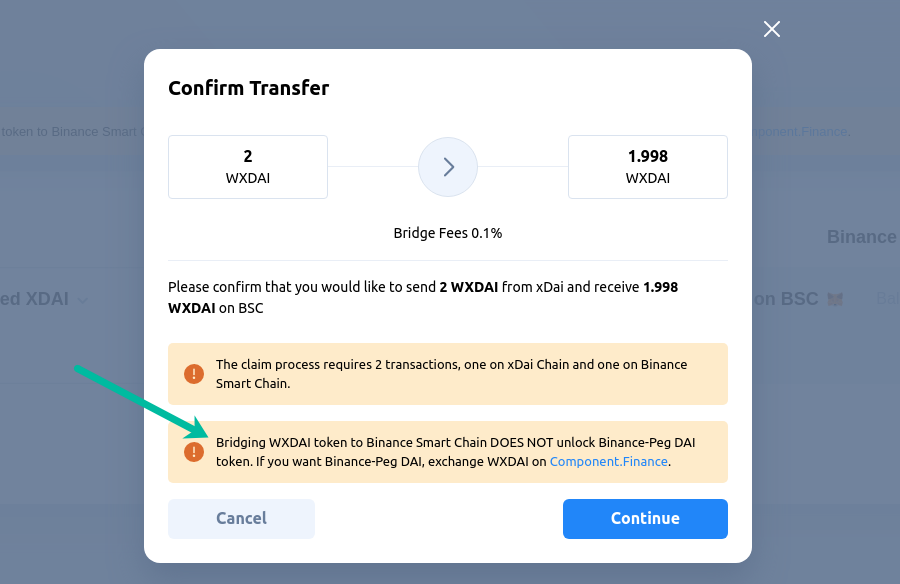 Confirm Transfer
token to Binance Smart
ponent.Finance.
2
WXDAI
1.998
WXDAI
Bridge Fees 0.1%
Binance
Please confirm that you would like to send 2 WXDAI from xDai and receive 1.998
WXDAI on BSC
ed XDAI
on BSC
The claim process requires 2 transactions, one on xDai Chain and one on Binance
Smart Chain.
Bridging WXDAI token to Binance Smart Chain DOES NOT unlock Binance-Peg DAI
token. If you want Binance-Peg DAI, exchange WXDAI on Component.Finance.
Cancel
Continue